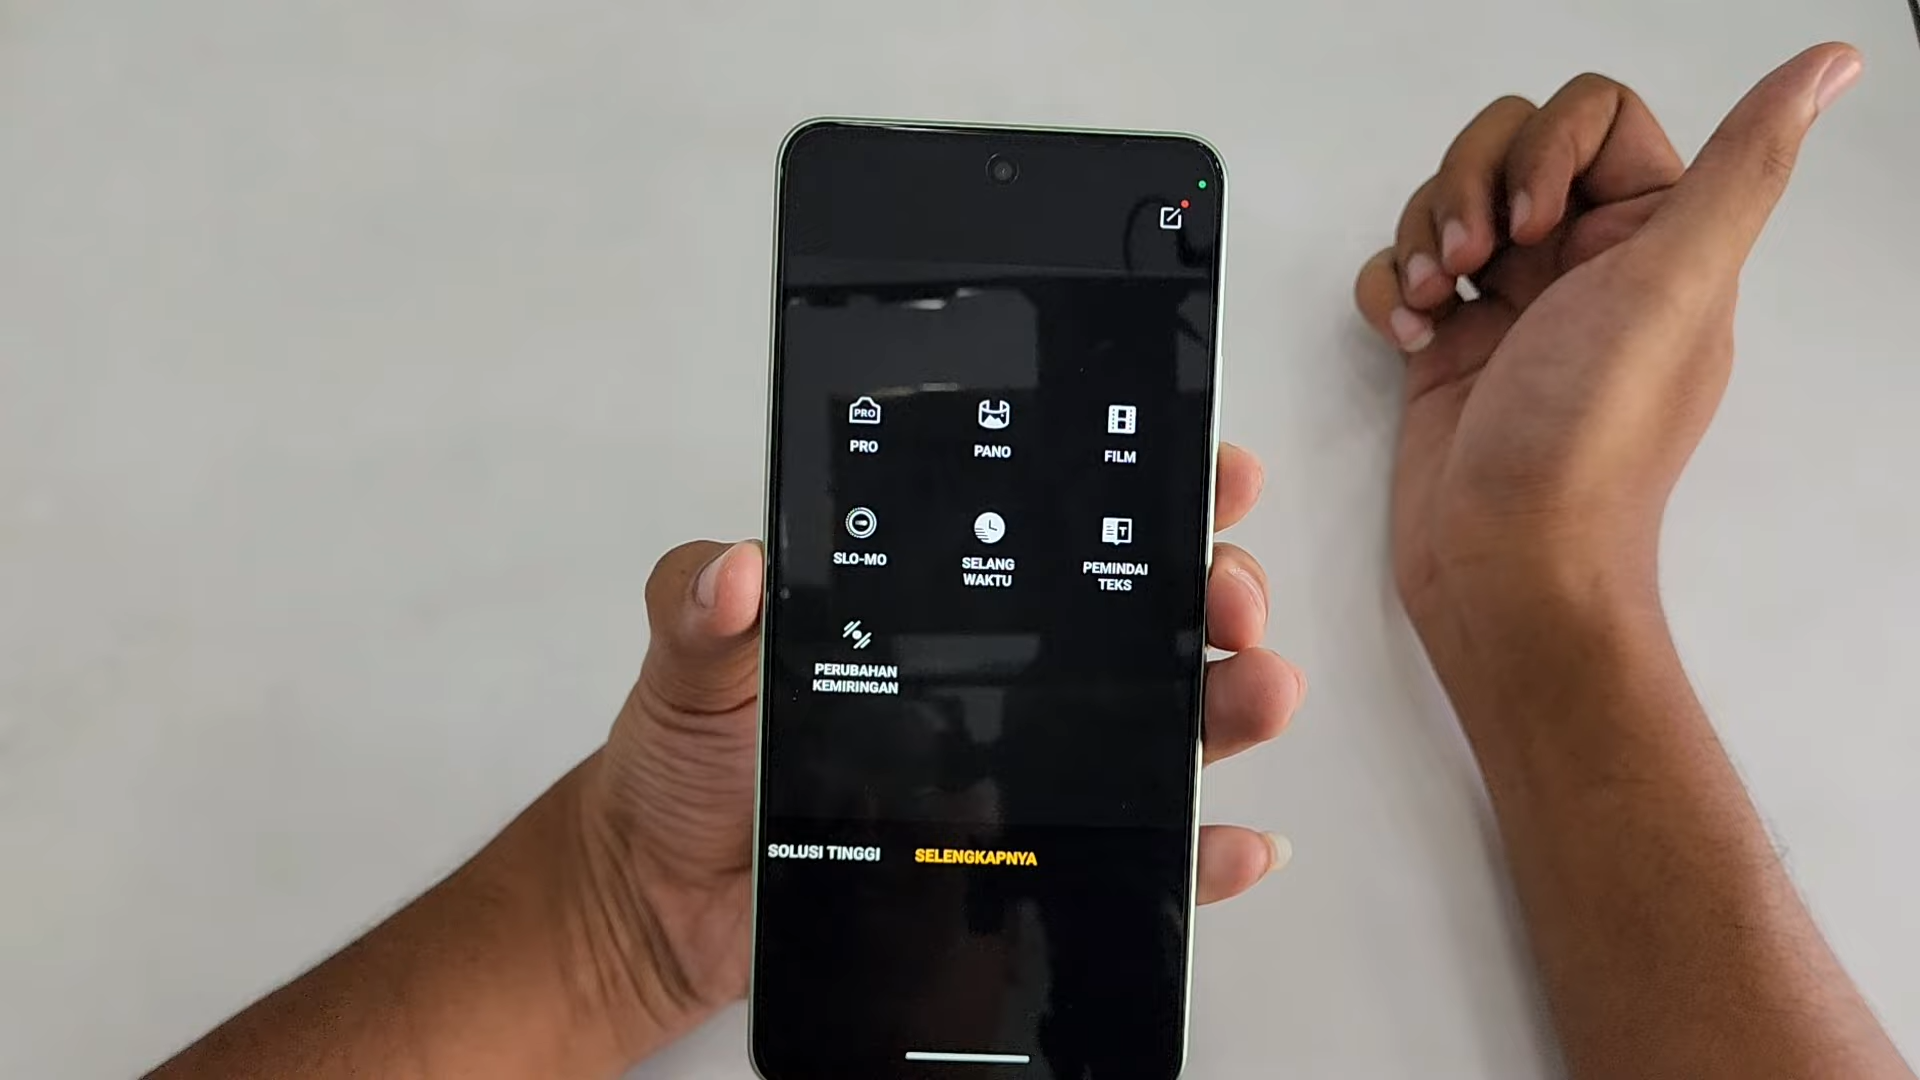 PRO
PRO
PANO
FILM
SLO-MO
SELANG
WAKTU
T
PEMINDAI
TEKS
PERUBAHAN
KEMIRINGAN
SOLUSI TINGGI
SELENGKAPNYA